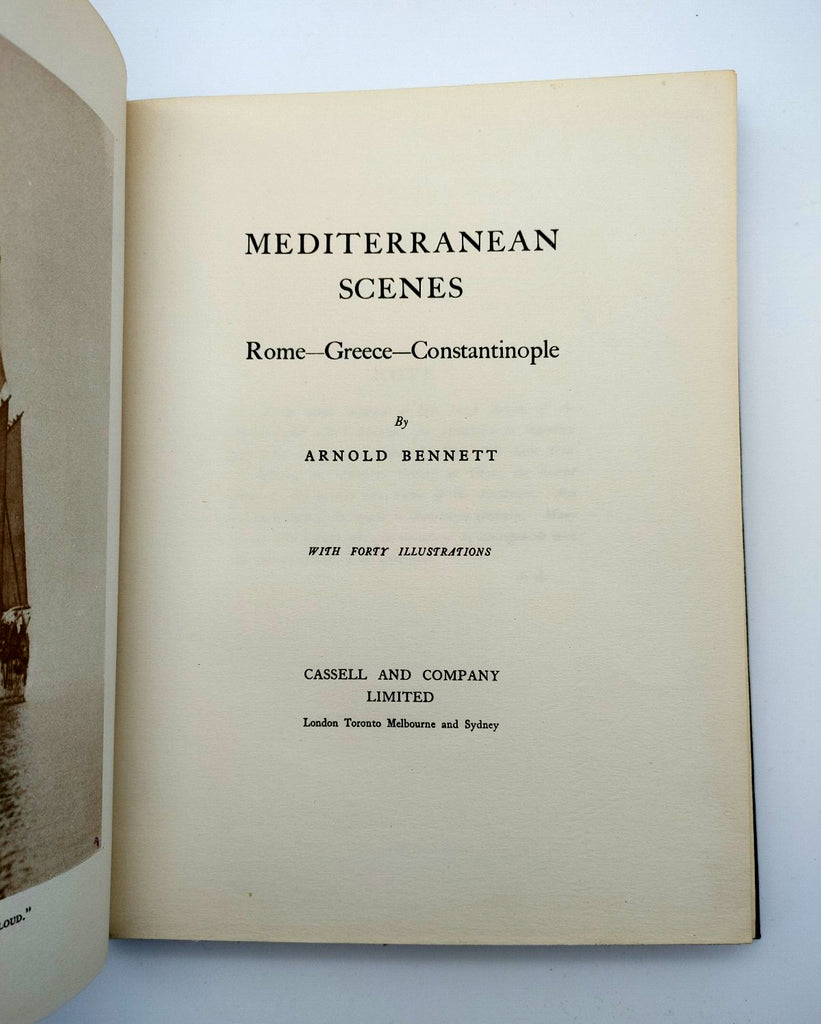 LOUD."
MEDITERRANEAN
SCENES
Rome—Greece—Constantinople
By
ARNOLD BENNETT
WITH FORTY ILLUSTRATIONS
CASSELL AND COMPANY
LIMITED
London Toronto Melbourne and Sydney